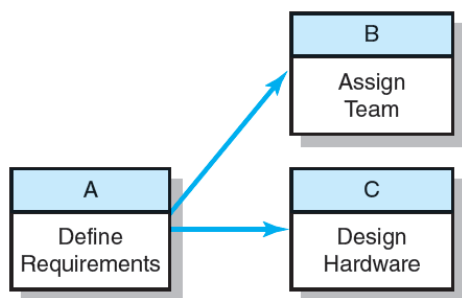 B
Assign
Team
A
Define
Requirements
C
Design
Hardware